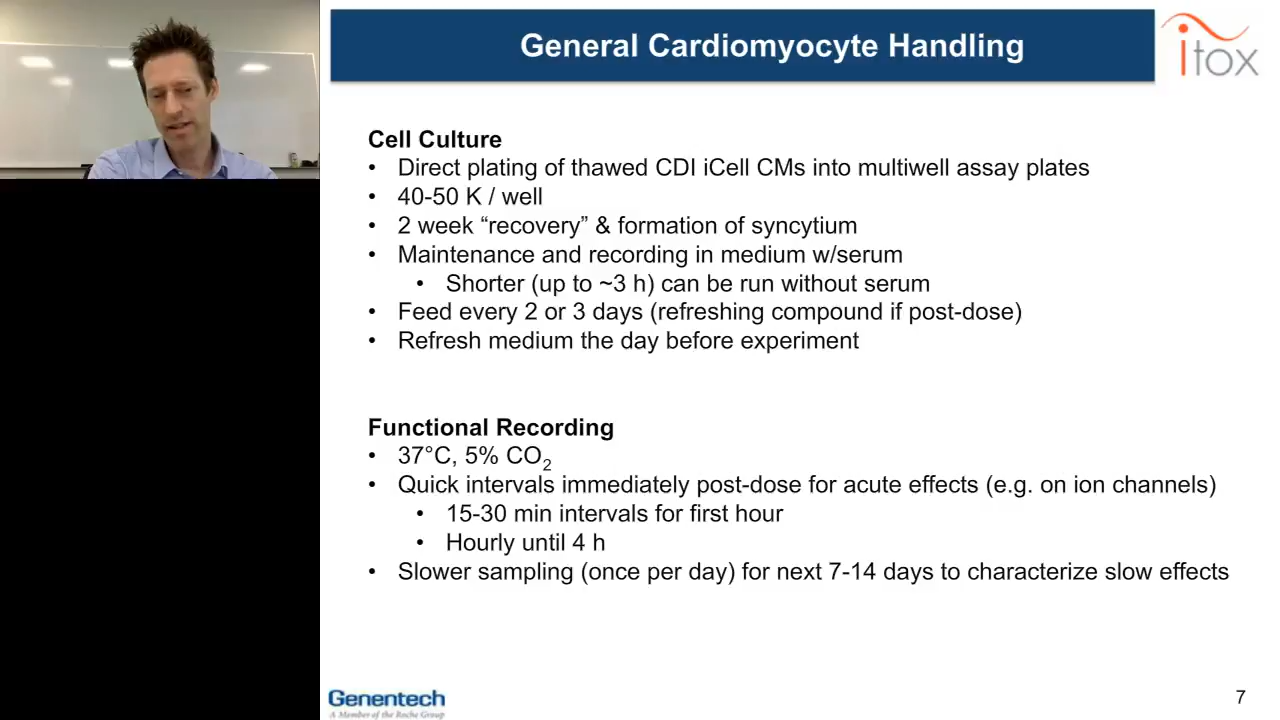 General Cardiomyocyte Handling
itox
Cell Culture
• Direct plating of thawed CDI iCell CMs into multiwell assay plates
• 40-50 K / well
• 2 week “recovery” & formation of syncytium
• Maintenance and recording in medium w/serum
• Shorter (up to ~3 h) can be run without serum
• Feed every 2 or 3 days (refreshing compound if post-dose)
• Refresh medium the day before experiment
Functional Recording
• 37°C, 5% CO₂
• Quick intervals immediately post-dose for acute effects (e.g. on ion channels)
• 15-30 min intervals for first hour
• Hourly until 4 h
• Slower sampling (once per day) for next 7-14 days to characterize slow effects
Genentech
A Member of the Roche Group
7